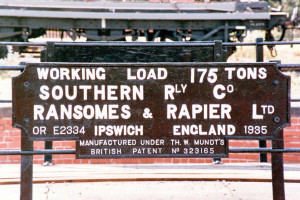 WORKING LOAD 175 TONS
SOUTHERN RLY CO
RANSOMES & RAPIER LTD
OR E2334 IPSWICH ENGLAND 1935
MANUFACTURED UNDER TH. W. MUNDT'S
BRITISH PATENT NO 323165